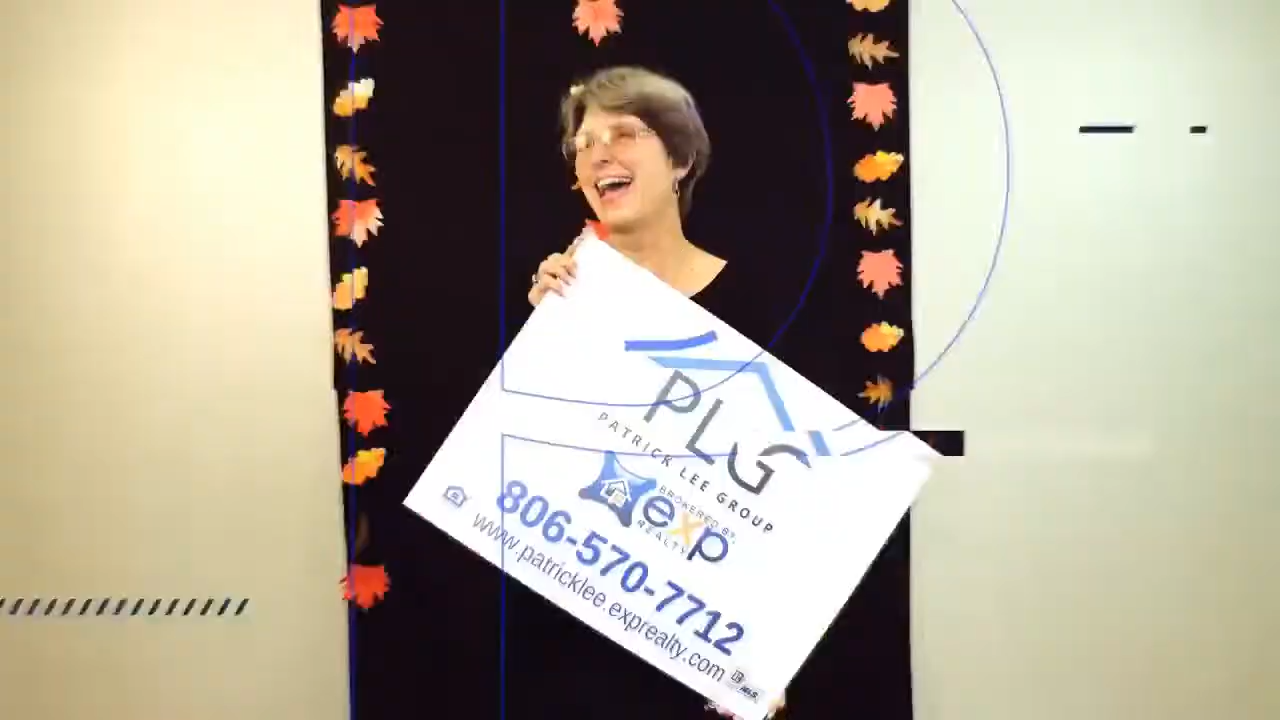 PLG
PATRICK LEE GROUP
BROKERED BY:
exp
REALTY
806-570-7712
www.patricklee.exprealty.com